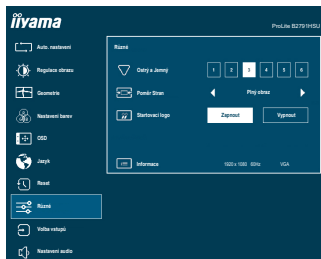 iiyama
ProLite B2791HSU
Auto. nastavení
Regulace obrazu
Geometrie
Nastavení barev
OSD
Jazyk
Reset
Různé
Volba vstupů
Nastavení audio
Různé
Ostrý a Jemný
1 2 3 4 5 6
Poměr Stran
Plný obraz
Startovací logo
Zapnout Vypnout
Informace
1920 x 1080 60Hz VGA